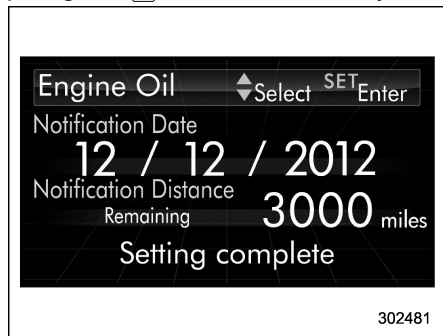 Engine Oil Select SET Enter
Notification Date
12 / 12 / 2012
Notification Distance
Remaining 3000 miles
Setting complete
302481